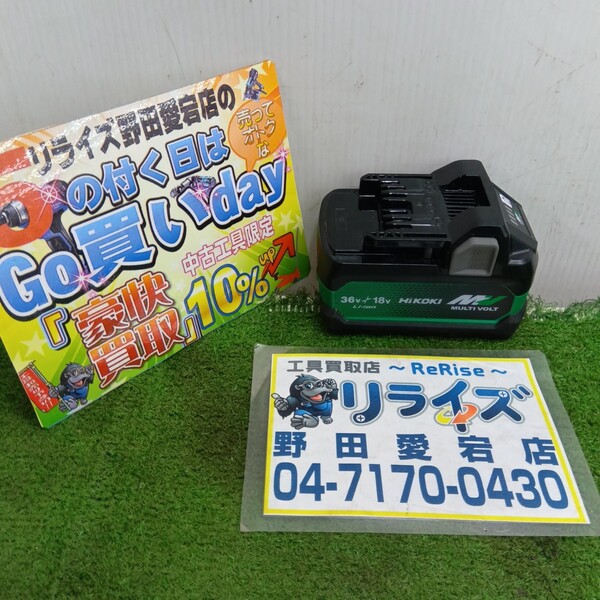 リライズ野田愛宕店の
の付く日は
売って
オトクな
Go買いday
中古工具限定
『豪快
買取』
10%
up
36V⇄18V
Li-ion
HiKOKI
MV
MULTI VOLT
工具買取店 ~ReRise~
リライズ
野田愛宕店
04-7170-0430